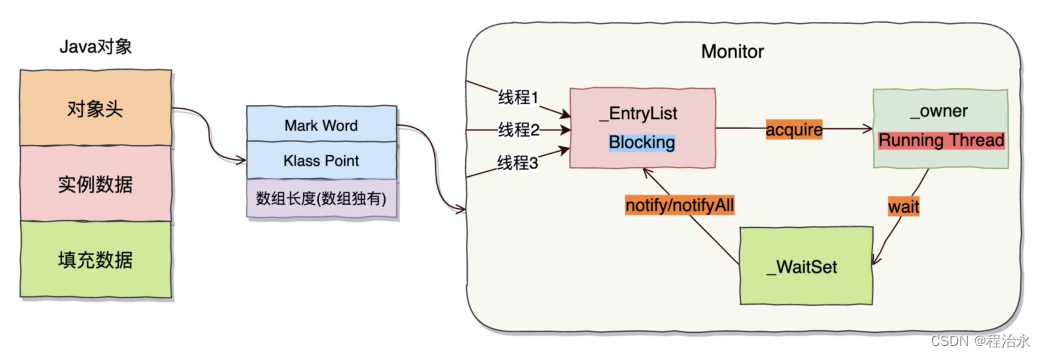 Java对象
对象头
实例数据
填充数据
Mark Word
Klass Point
数组长度(数组独有)
Monitor
线程1
线程2
线程3
_EntryList
Blocking
acquire
_owner
Running Thread
notify/notifyAll
wait
_WaitSet
CSDN @程治永